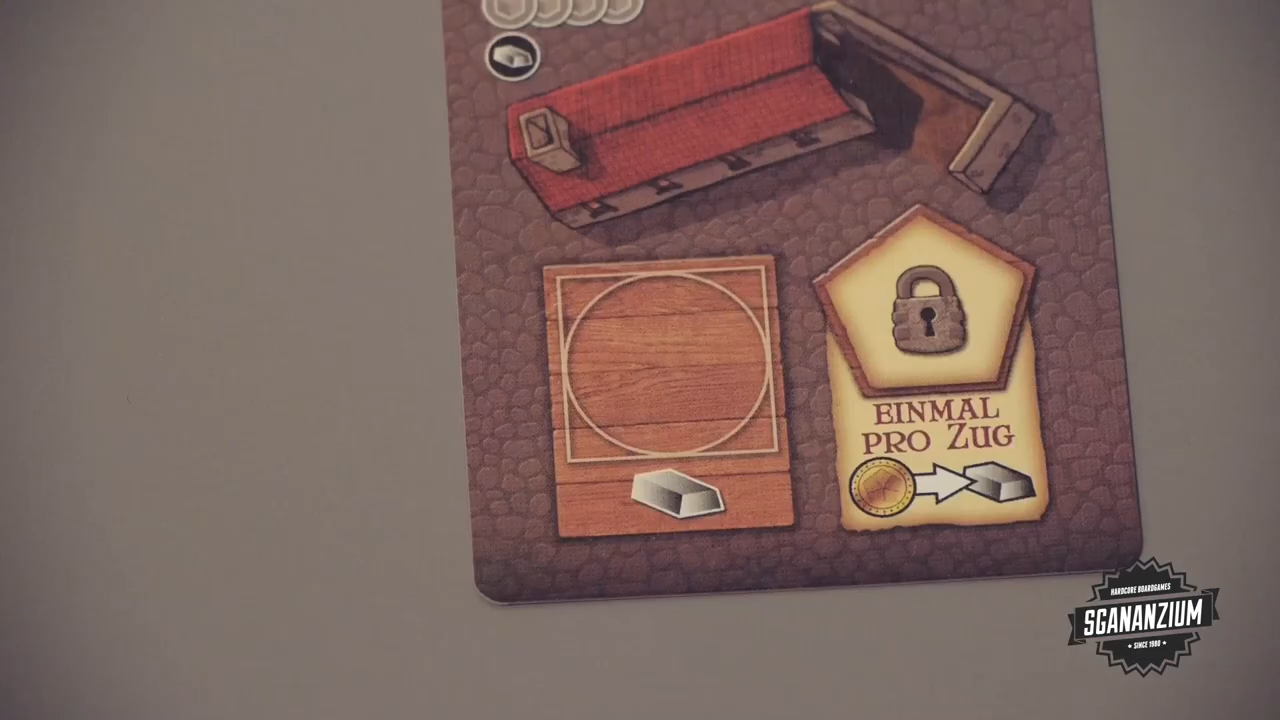 EINMAL
PRO ZUG
HARDCORE BOARDGAMES
SGANANZIUM
SINCE 1980